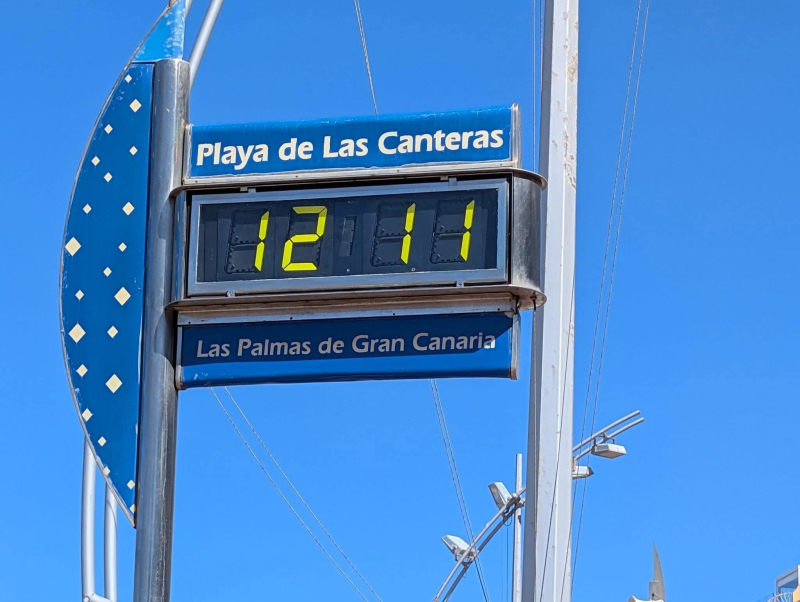 Playa de Las Canteras
12 11
Las Palmas de Gran Canaria